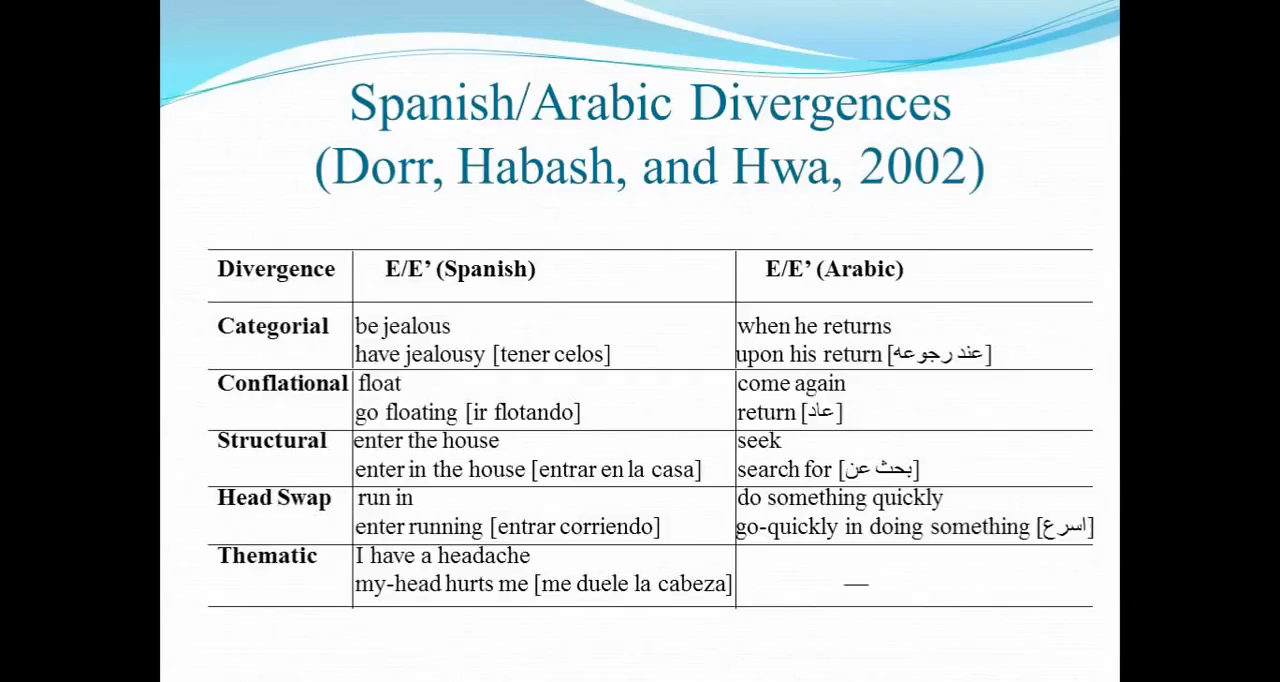 Spanish/Arabic Divergences
(Dorr, Habash, and Hwa, 2002)
Divergence E/E’ (Spanish) E/E’ (Arabic)
Categorial be jealous when he returns
have jealousy [tener celos] upon his return [عند رجوعه]
Conflational float come again
go floating [ir flotando] return [عاد]
Structural enter the house seek
enter in the house [entrar en la casa] search for [بحث عن]
Head Swap run in do something quickly
enter running [entrar corriendo] go-quickly in doing something [اسرع]
Thematic I have a headache
my-head hurts me [me duele la cabeza] —